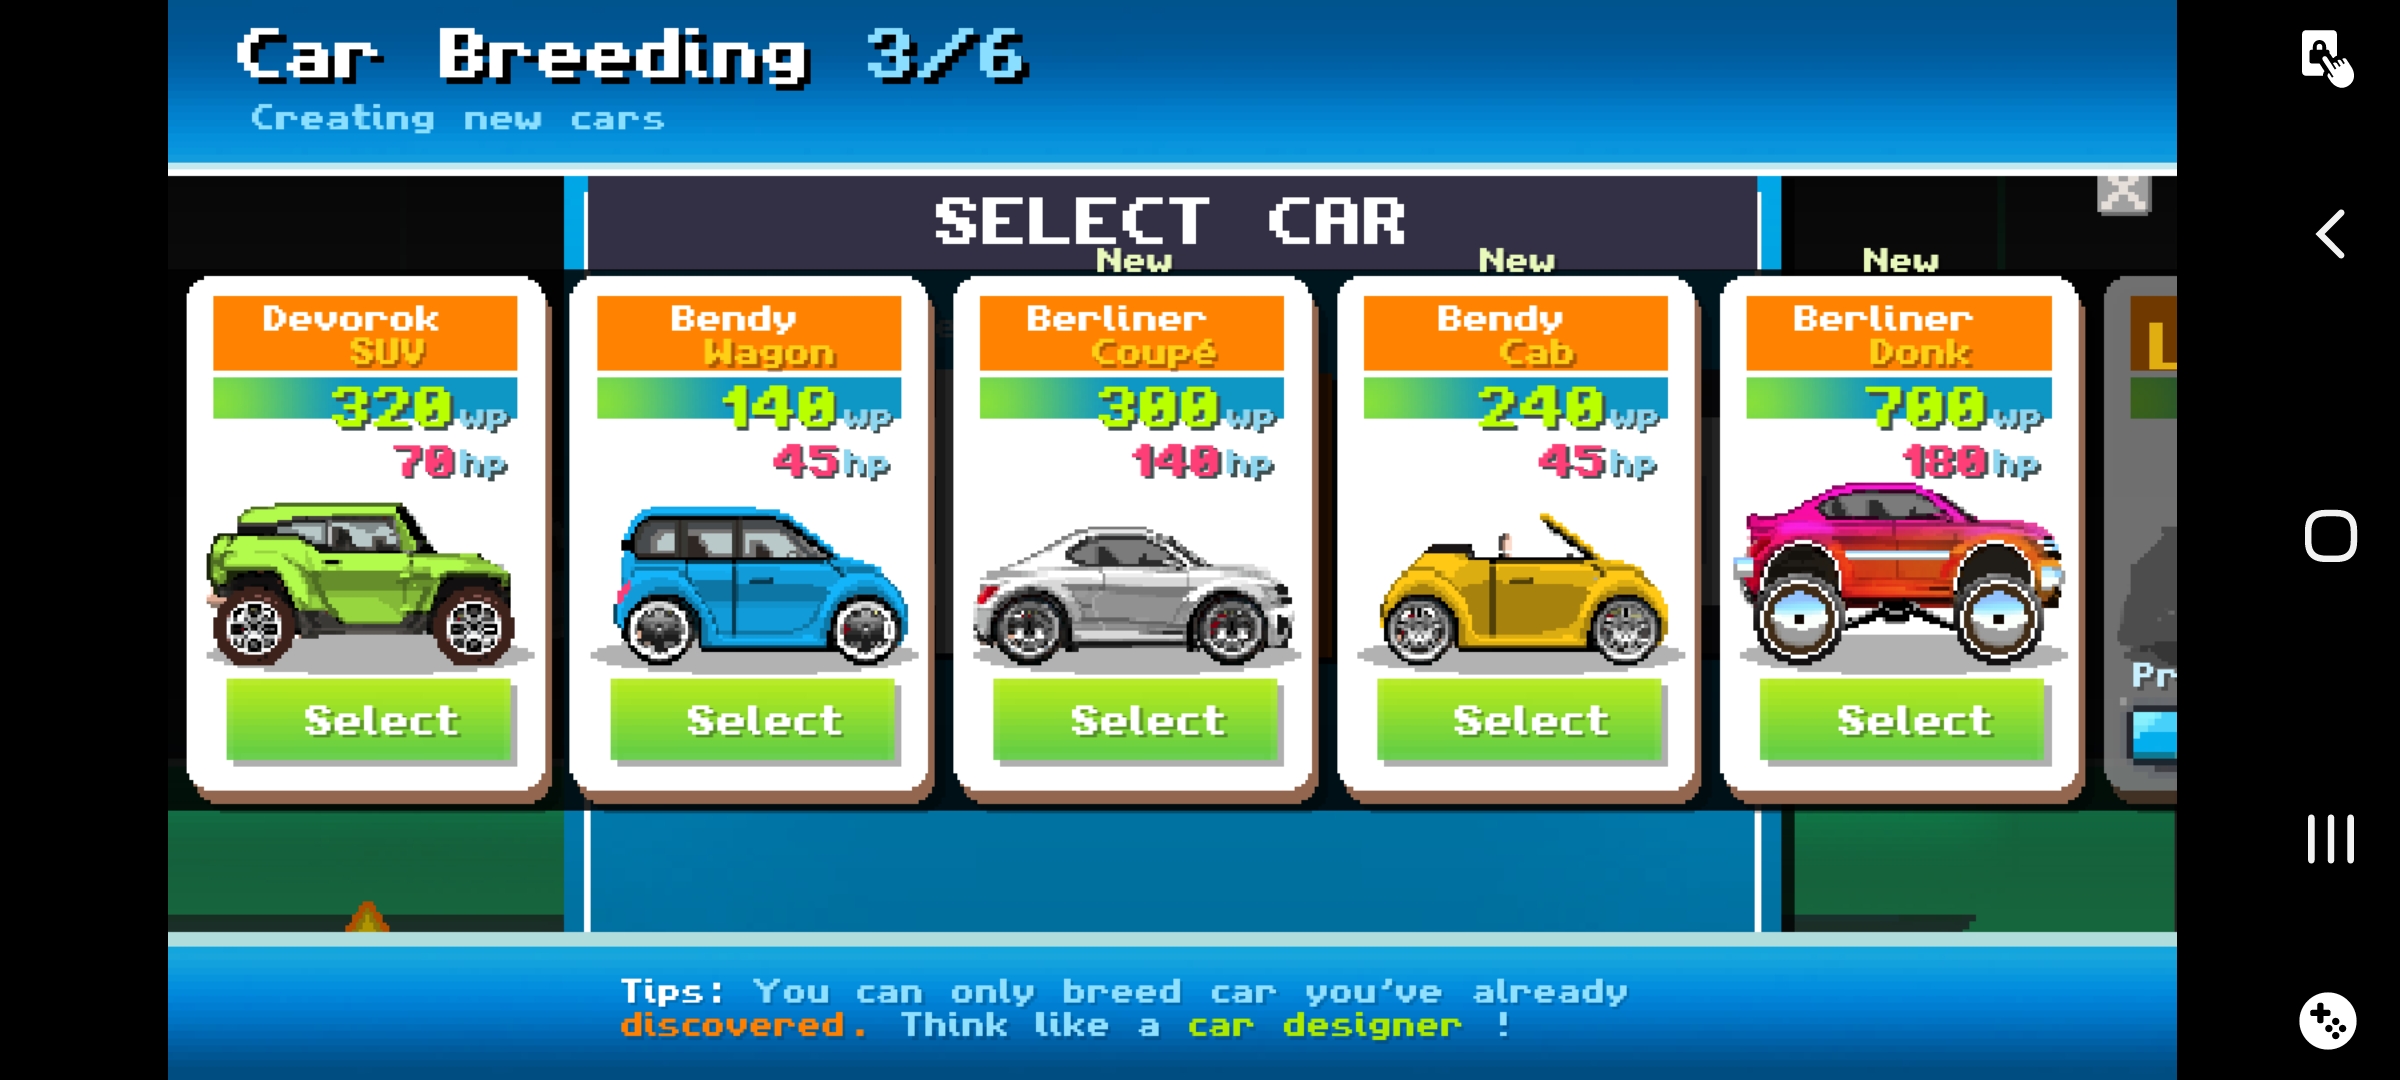 Car Breeding 3/6
Creating new cars
SELECT CAR
New
New
New
Devorok
SUV
320wp
70hp
Select
Bendy
Wagon
140wp
45hp
Select
Berliner
Coupé
300wp
140hp
Select
Bendy
Cab
240wp
45hp
Select
Berliner
Donk
700wp
180hp
Select
L
Pr
Tips: You can only breed car you've already
discovered. Think like a car designer !